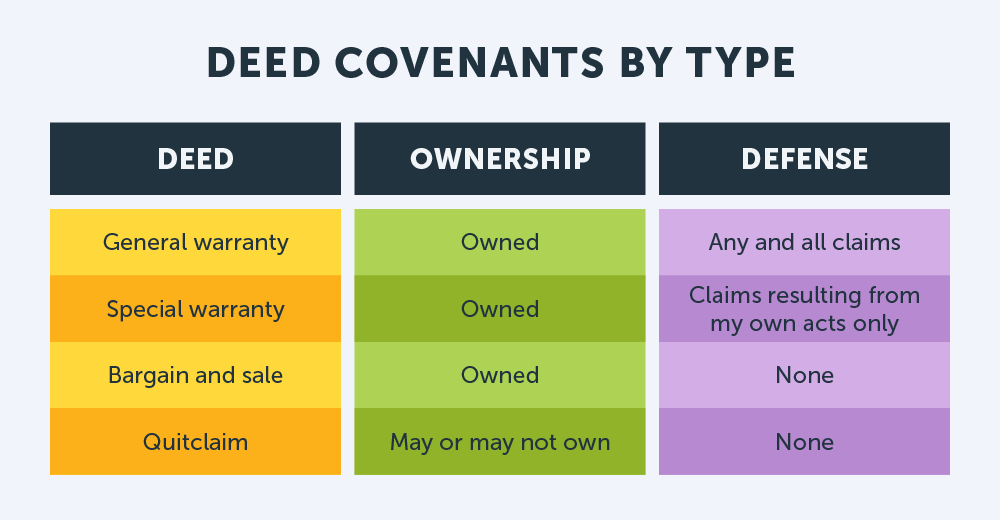 DEED COVENANTS BY TYPE
DEED
OWNERSHIP
DEFENSE
General warranty
Owned
Any and all claims
Special warranty
Owned
Claims resulting from
my own acts only
Bargain and sale
Owned
None
Quitclaim
May or may not own
None